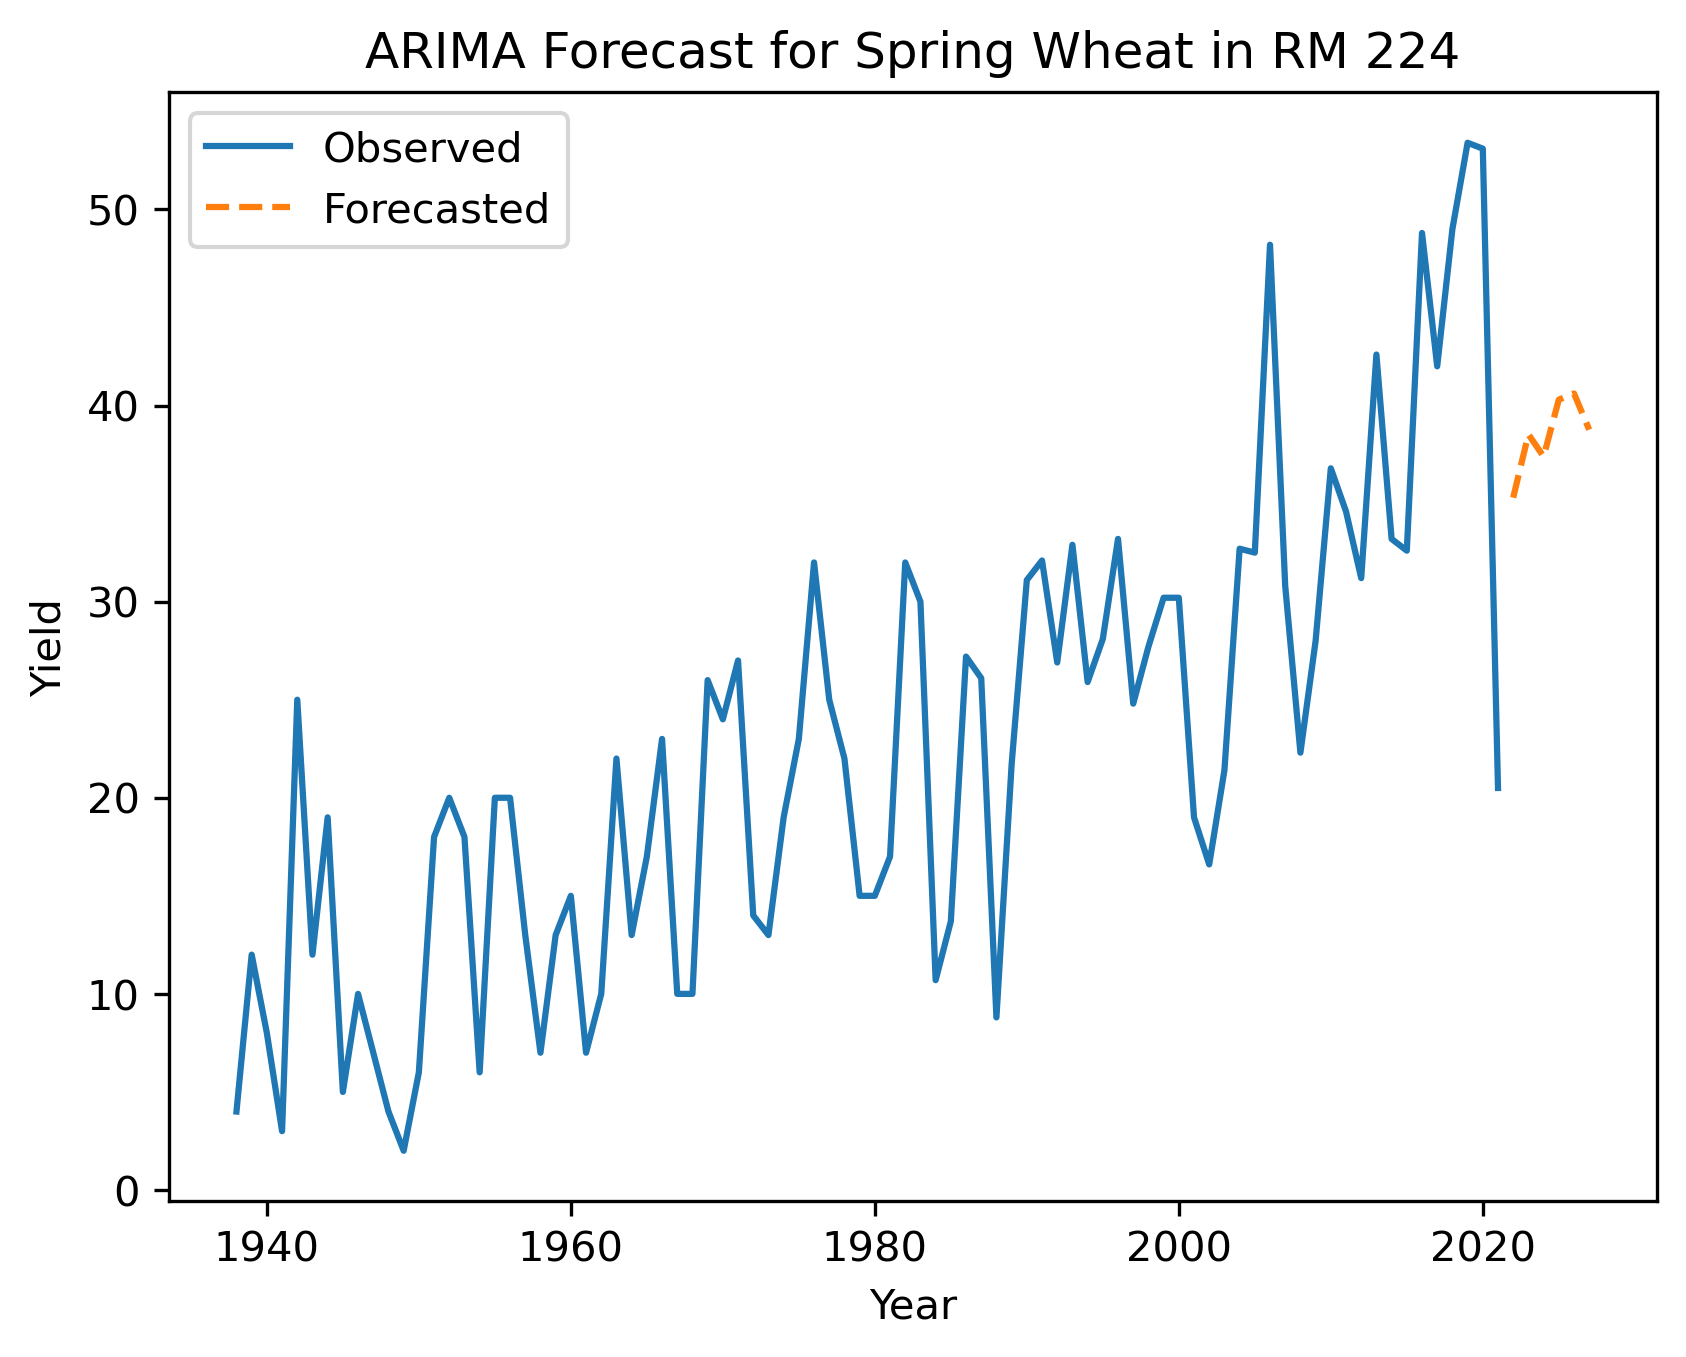 ARIMA Forecast for Spring Wheat in RM 224
Observed
Forecasted
50
40
30
20
10
0
Yield
1940 1960 1980 2000 2020
Year